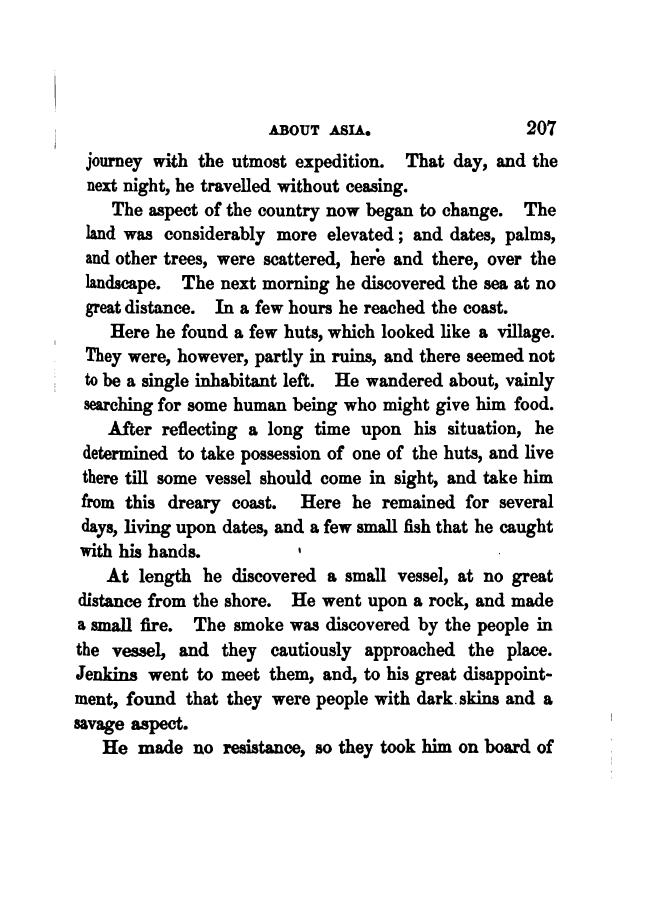 ABOUT ASIA. 207
journey with the utmost expedition. That day, and the
next night, he travelled without ceasing.
The aspect of the country now began to change. The
land was considerably more elevated; and dates, palms,
and other trees, were scattered, here and there, over the
landscape. The next morning he discovered the sea at no
great distance. In a few hours he reached the coast.
Here he found a few huts, which looked like a village.
They were, however, partly in ruins, and there seemed not
to be a single inhabitant left. He wandered about, vainly
searching for some human being who might give him food.
After reflecting a long time upon his situation, he
determined to take possession of one of the huts, and live
there till some vessel should come in sight, and take him
from this dreary coast. Here he remained for several
days, living upon dates, and a few small fish that he caught
with his hands.
At length he discovered a small vessel, at no great
distance from the shore. He went upon a rock, and made
a small fire. The smoke was discovered by the people in
the vessel, and they cautiously approached the place.
Jenkins went to meet them, and, to his great disappoint-
ment, found that they were people with dark skins and a
savage aspect.
He made no resistance, so they took him on board of